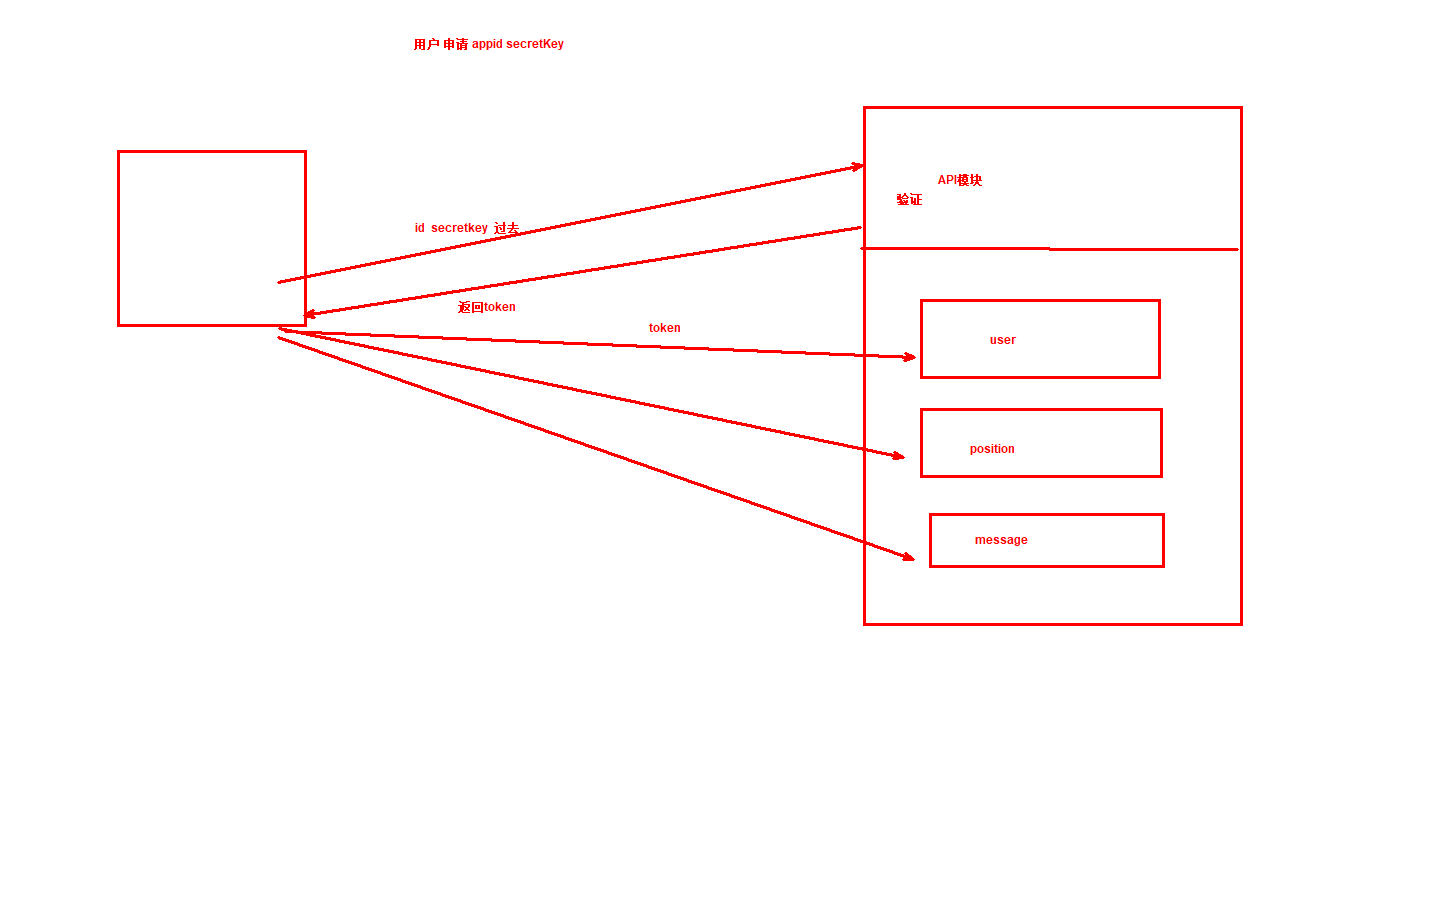 用户 申请 appid secretKey
API模块
验证
id secretkey 过去
返回token
token
user
position
message